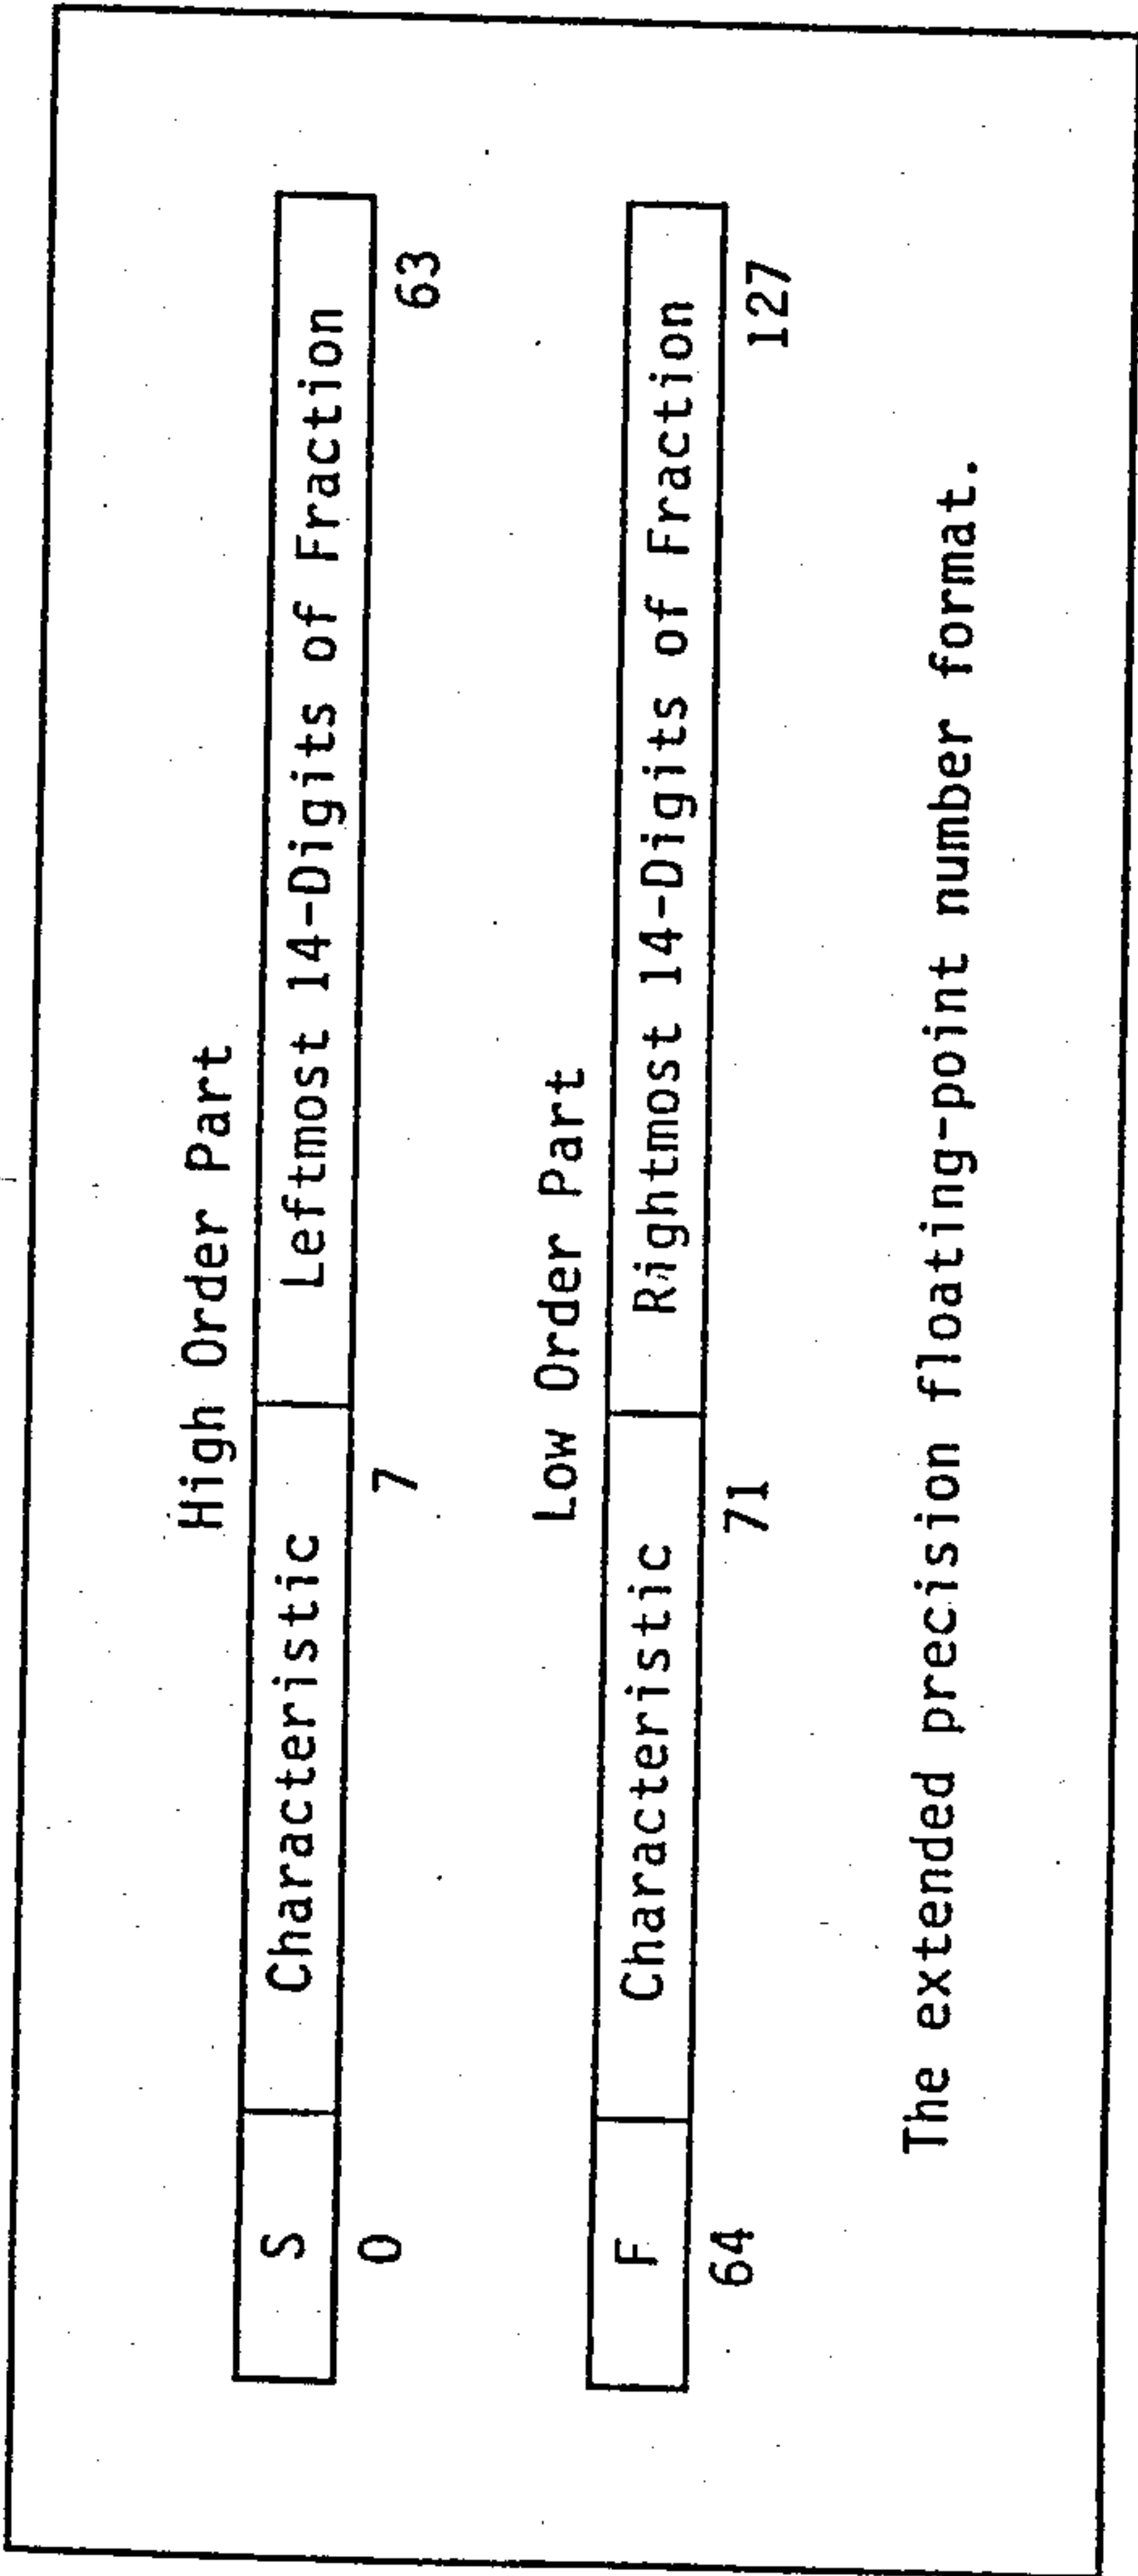 High Order Part
S Characteristic Leftmost 14-Digits of Fraction
0 7 63
Low Order Part
F Characteristic Rightmost 14-Digits of Fraction
64 71 127
The extended precision floating-point number format.